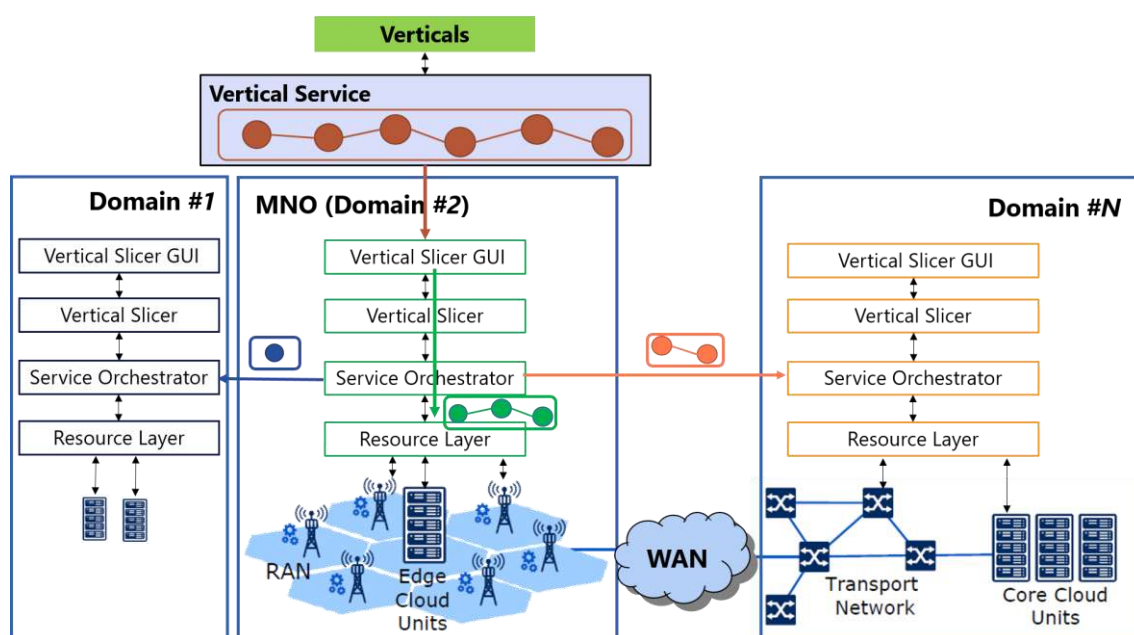 Verticals
Vertical Service
Domain #1
Vertical Slicer GUI
Vertical Slicer
Service Orchestrator
Resource Layer
MNO (Domain #2)
Vertical Slicer GUI
Vertical Slicer
Service Orchestrator
Resource Layer
RAN
Edge
Cloud
Units
WAN
Domain #N
Vertical Slicer GUI
Vertical Slicer
Service Orchestrator
Resource Layer
Transport
Network
Core Cloud
Units